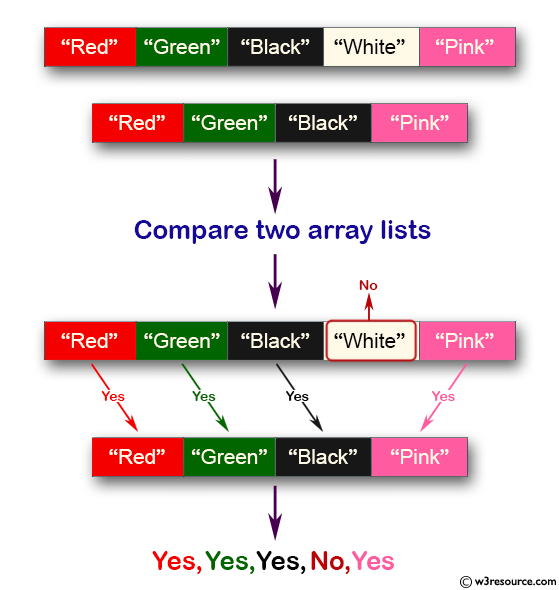 “Red” “Green” “Black” “White” “Pink”
“Red” “Green” “Black” “Pink”
Compare two array lists
No
“Red” “Green” “Black” “White” “Pink”
Yes Yes Yes Yes
“Red” “Green” “Black” “Pink”
Yes,Yes,Yes, No,Yes
© w3resource.com